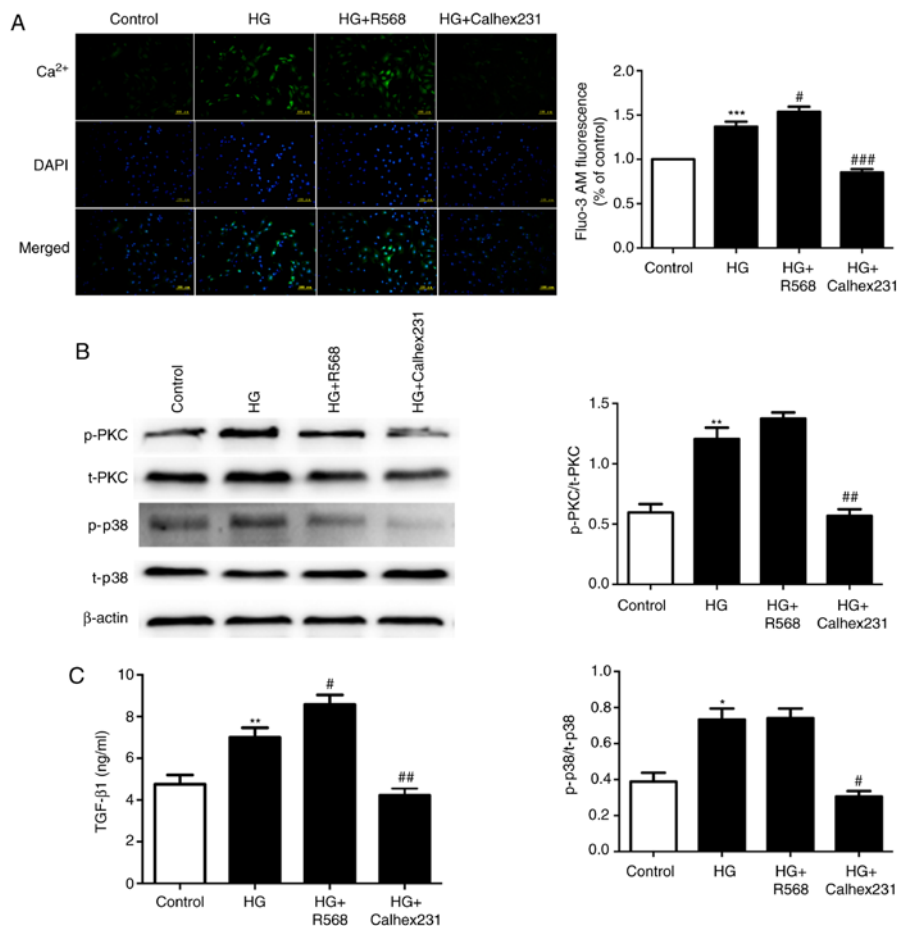 A
Control
HG
HG+R568
HG+Calhex231
Ca2+
DAPI
Merged
Fluo-3 AM fluorescence
(% of control)
2.0
1.5
1.0
0.5
0.0
***
#
###
Control
HG
HG+
R568
HG+
Calhex231
B
Control
HG
HG+R568
HG+Calhex231
p-PKC
t-PKC
p-p38
t-p38
β-actin
p-PKC/t-PKC
1.5
1.0
0.5
0.0
**
##
Control
HG
HG+
R568
HG+
Calhex231
C
TGF-β1 (ng/ml)
10
8
6
4
2
0
**
#
##
Control
HG
HG+
R568
HG+
Calhex231
p-p38/t-p38
0.8
0.6
0.4
0.2
0.0
*
#
Control
HG
HG+
R568
HG+
Calhex231